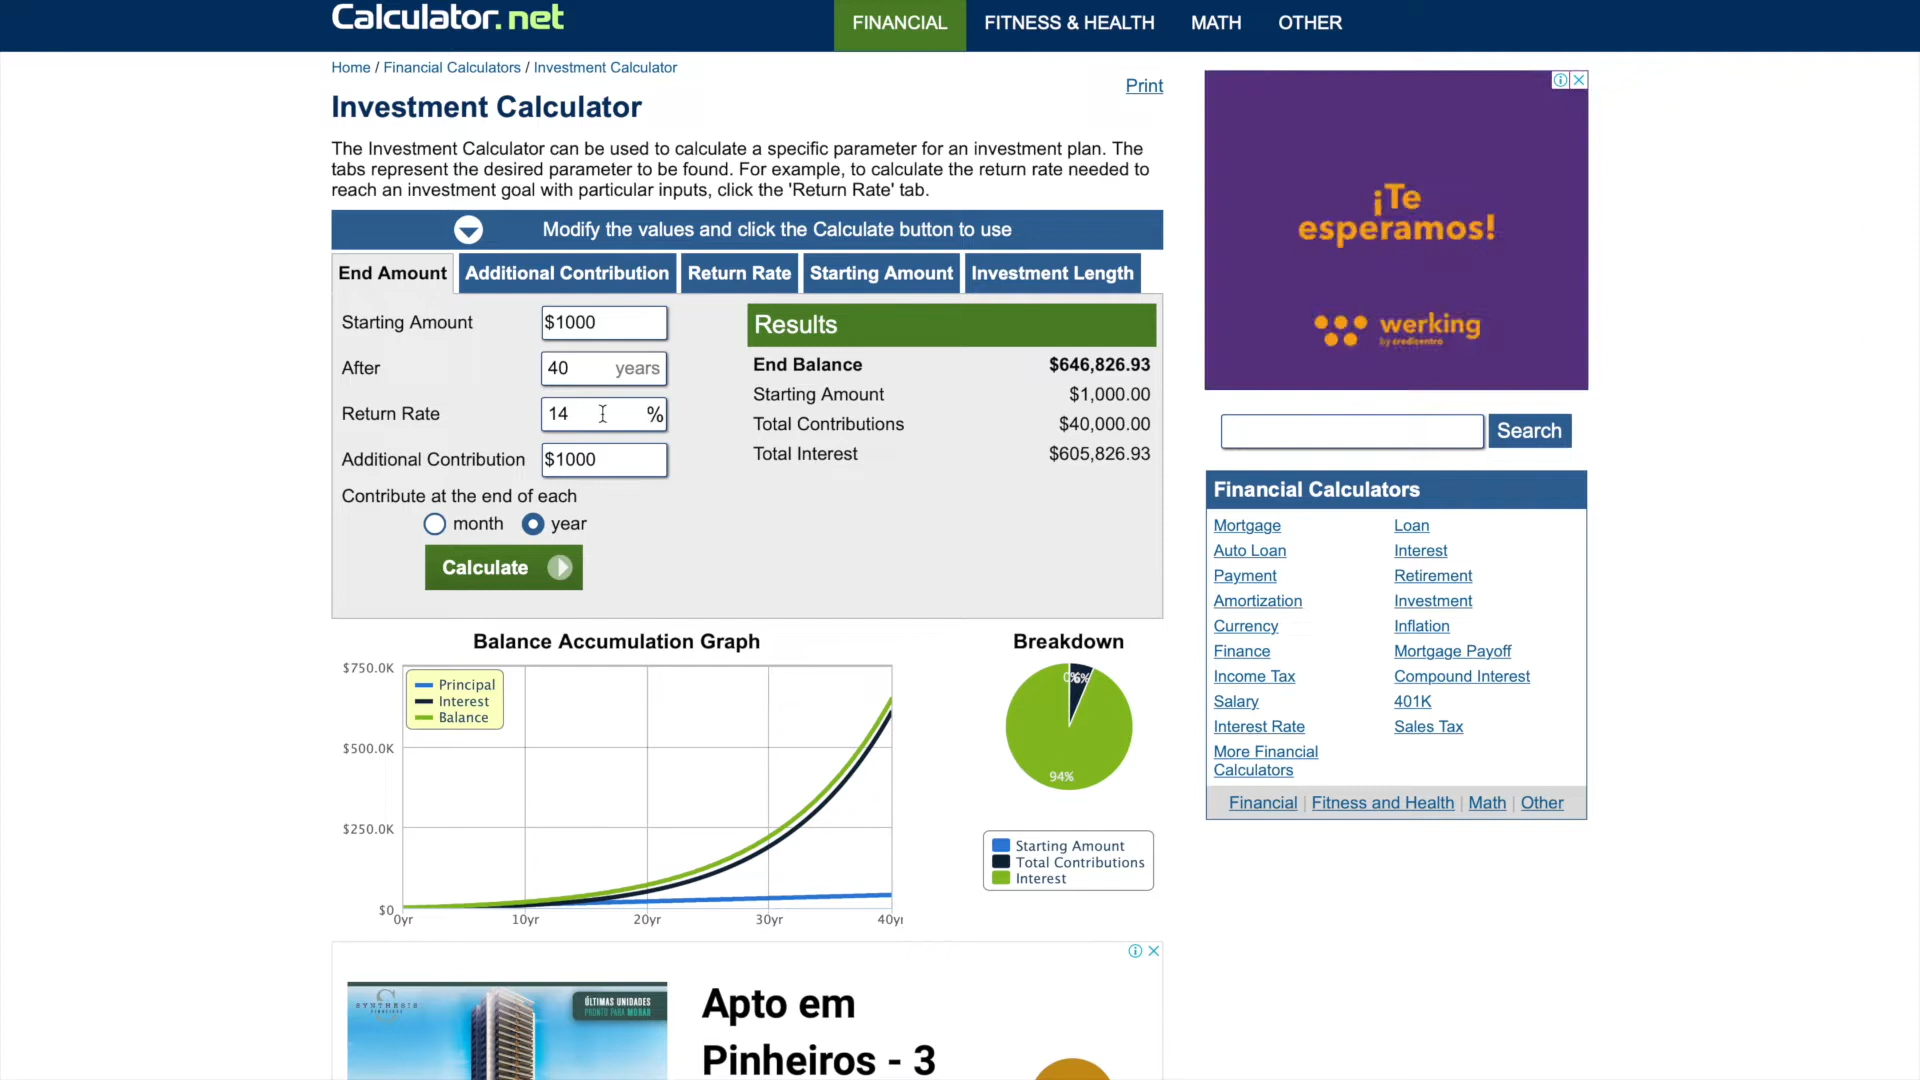 Calculator.net
FINANCIAL
FITNESS & HEALTH
MATH
OTHER
Home / Financial Calculators / Investment Calculator
Print
Investment Calculator
The Investment Calculator can be used to calculate a specific parameter for an investment plan. The
tabs represent the desired parameter to be found. For example, to calculate the return rate needed to
reach an investment goal with particular inputs, click the 'Return Rate' tab.
Modify the values and click the Calculate button to use
End Amount
Additional Contribution
Return Rate
Starting Amount
Investment Length
Starting Amount
$1000
After
40 years
Return Rate
14 %
Additional Contribution
$1000
Contribute at the end of each
month
year
Calculate
Results
End Balance $646,826.93
Starting Amount $1,000.00
Total Contributions $40,000.00
Total Interest $605,826.93
Balance Accumulation Graph
$750.0K
$500.0K
$250.0K
$0
Principal
Interest
Balance
0yr
10yr
20yr
30yr
Breakdown
6%
94%
Starting Amount
Total Contributions
Interest
¡Te
esperamos!
werking
by credicentro
Search
Financial Calculators
Mortgage
Loan
Auto Loan
Interest
Payment
Retirement
Amortization
Investment
Currency
Inflation
Finance
Mortgage Payoff
Income Tax
Compound Interest
Salary
401K
Interest Rate
Sales Tax
More Financial
Calculators
Financial | Fitness and Health | Math | Other
SYNTHESIS
PINHEIROS
ÚLTIMAS UNIDADES
PRONTO PARA MORAR
Apto em
Pinheiros - 3